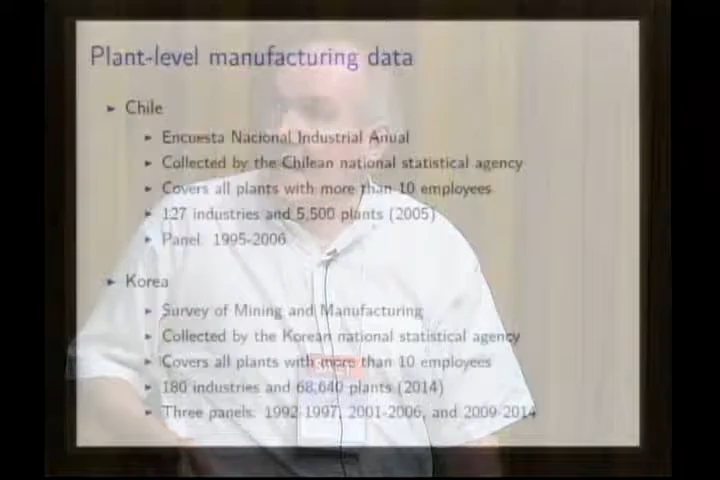 Plant-level manufacturing data
► Chile
► Encuesta Nacional Industrial Anual
► Collected by the Chilean national statistical agency
► Covers all plants with more than 10 employees
► 127 industries and 5,500 plants (2005)
► Panel: 1995-2006
► Korea
► Survey of Mining and Manufacturing
► Collected by the Korean national statistical agency
► Covers all plants with more than 10 employees
► 180 industries and 68,640 plants (2014)
► Three panels: 1992-1997, 2001-2006, and 2009-2014